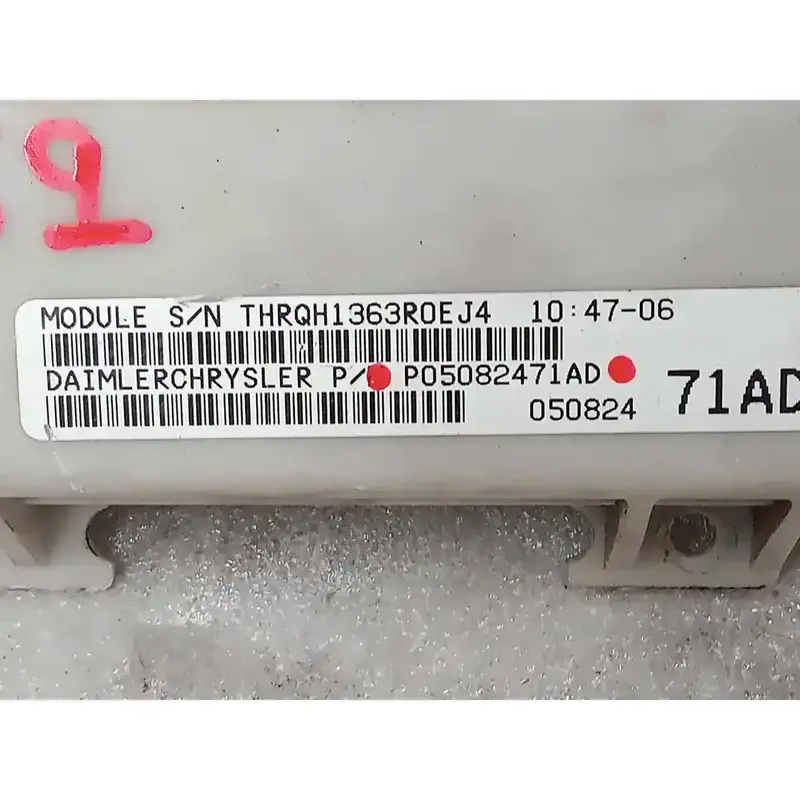 MODULE S/N THRQH1363R0EJ4 10:47-06
DAIMLERCHRYSLER P/ P05082471AD
050824 71AD